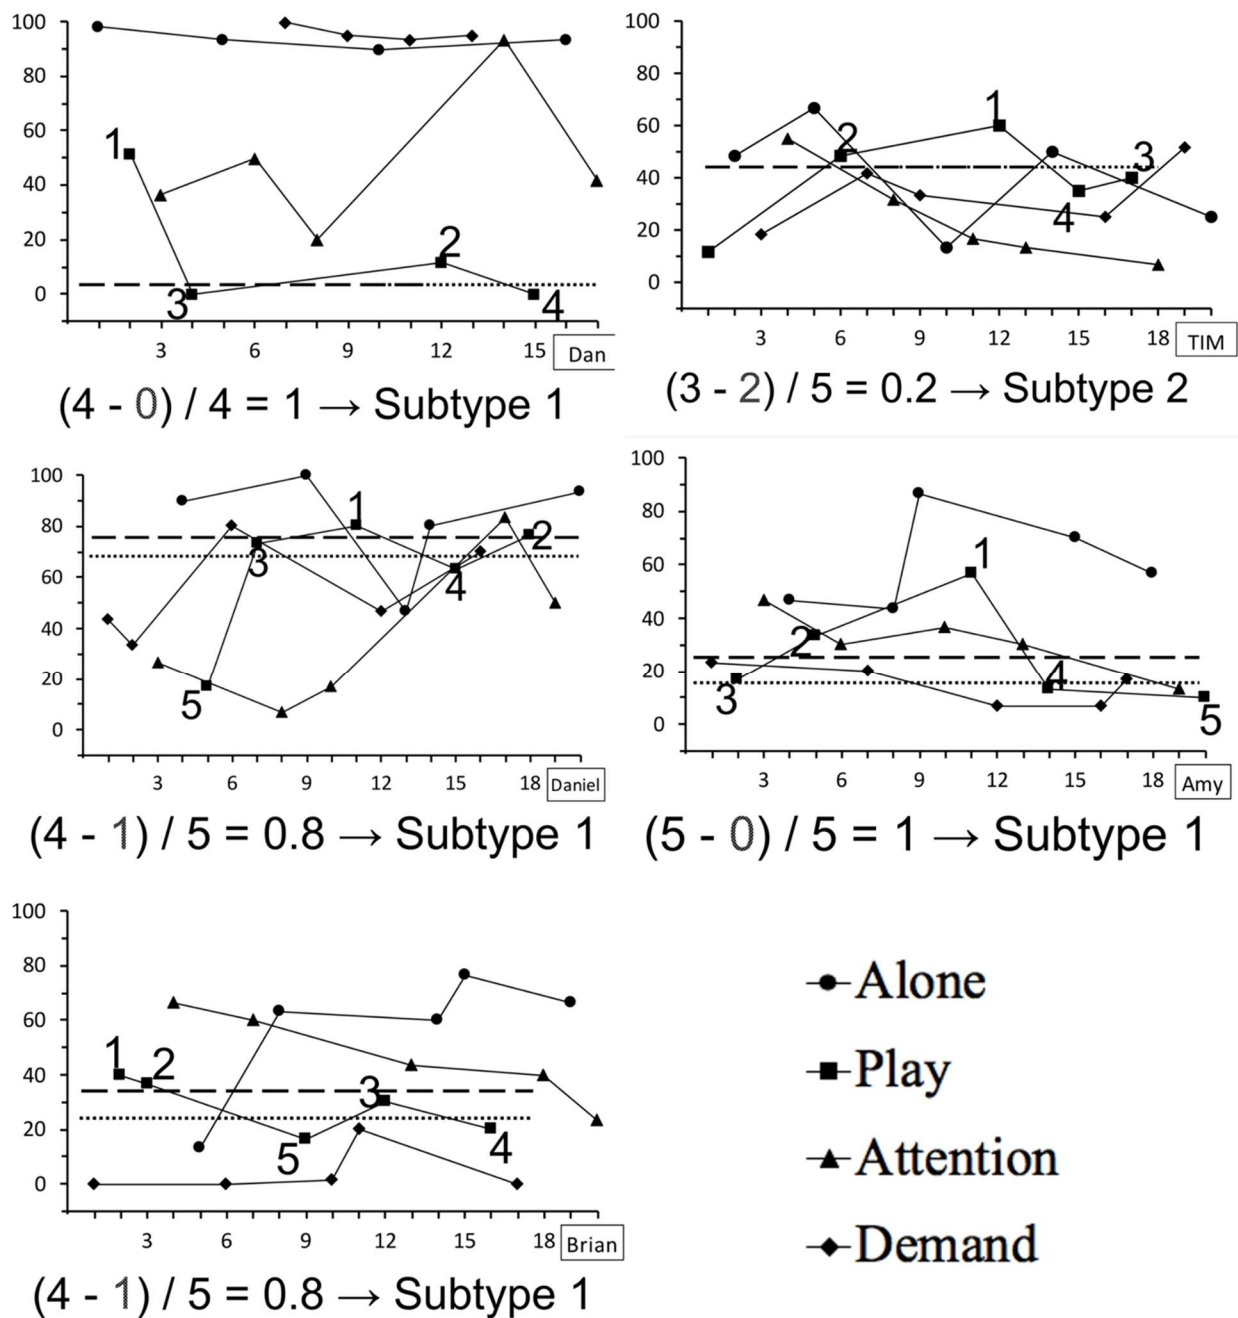 100
80
60
40
20
0
1
2
3
4
3 6 9 12 15
Dan
(4 - 0) / 4 = 1 → Subtype 1
100
80
60
40
20
0
2
1
3
4
3 6 9 12 15 18
TIM
(3 - 2) / 5 = 0.2 → Subtype 2
100
80
60
40
20
0
1
2
3
4
5
3 6 9 12 15 18
Daniel
(4 - 1) / 5 = 0.8 → Subtype 1
100
80
60
40
20
0
1
2
3
4
5
3 6 9 12 15 18
Amy
(5 - 0) / 5 = 1 → Subtype 1
100
80
60
40
20
0
1
2
3
4
5
3 6 9 12 15 18
Brian
(4 - 1) / 5 = 0.8 → Subtype 1
Alone
Play
Attention
Demand